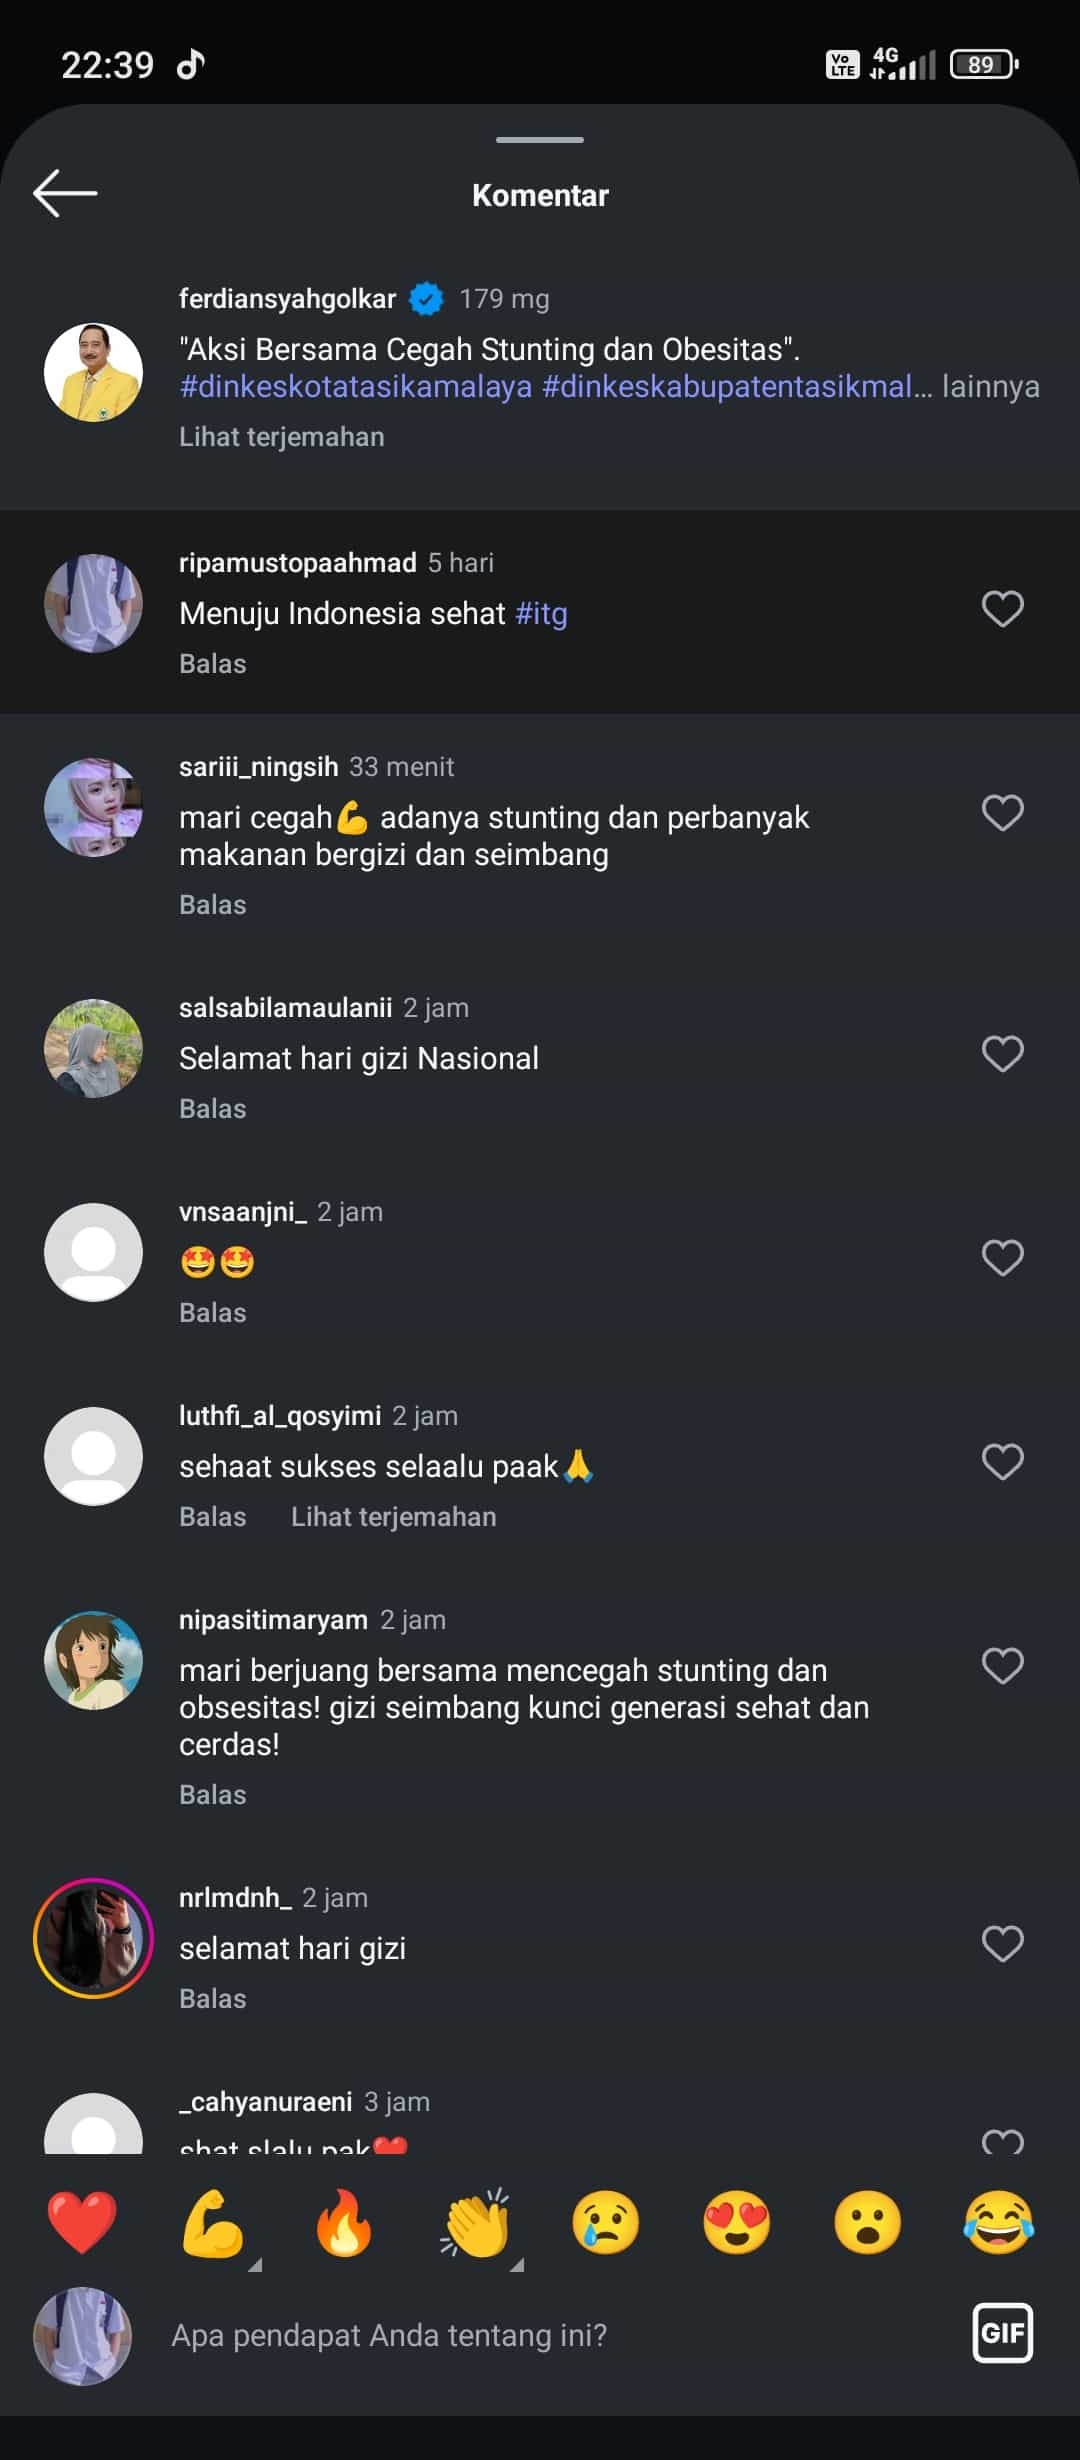 22:39
Vo LTE 4G 89
Komentar
ferdiansyahgolkar 179 mg
"Aksi Bersama Cegah Stunting dan Obesitas".
#dinkeskotatasikamalaya #dinkeskabupatentasikmal... lainnya
Lihat terjemahan
ripamustopaahmad 5 hari
Menuju Indonesia sehat #itg
Balas
sariii_ningsih 33 menit
mari cegah💪 adanya stunting dan perbanyak
makanan bergizi dan seimbang
Balas
salsabilamaulanii 2 jam
Selamat hari gizi Nasional
Balas
vnsaanjni_ 2 jam
🤩🤩
Balas
luthfi_al_qosyimi 2 jam
sehaat sukses selaalu paak🙏
Balas Lihat terjemahan
nipasitimaryam 2 jam
mari berjuang bersama mencegah stunting dan
obsesitas! gizi seimbang kunci generasi sehat dan
cerdas!
Balas
nrlmdnh_ 2 jam
selamat hari gizi
Balas
_cahyanuraeni 3 jam
shat slalu pak❤️
Apa pendapat Anda tentang ini?
GIF